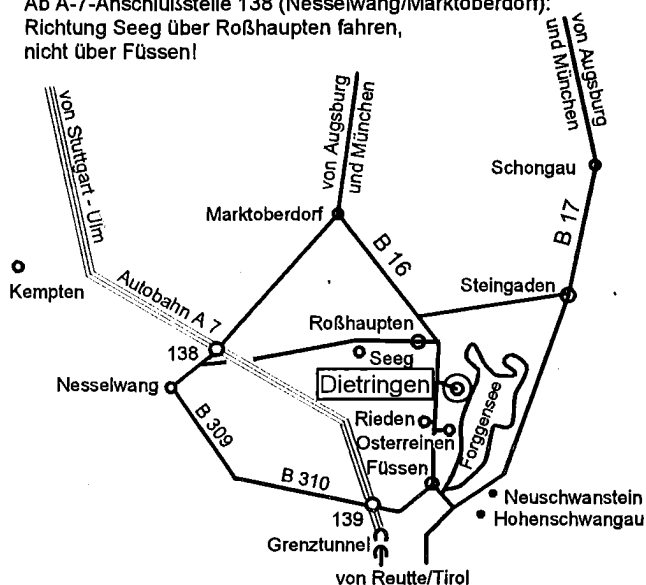 Ab A-7-Anschlußstelle 138 (Nesselwang/Marktoberdorf):
Richtung Seeg über Roßhaupten fahren,
nicht über Füssen!
von Stuttgart - Ulm
von Augsburg
und München
von Augsburg
und München
Schongau
Marktoberdorf
B 16
B 17
Kempten
Autobahn A 7
Steingaden
Roßhaupten
138
Seeg
Nesselwang
Dietringen
Forggensee
Rieden
Osterreinen
B 309
Füssen
B 310
Neuschwanstein
139
Hohenschwangau
Grenztunnel
von Reutte/Tirol